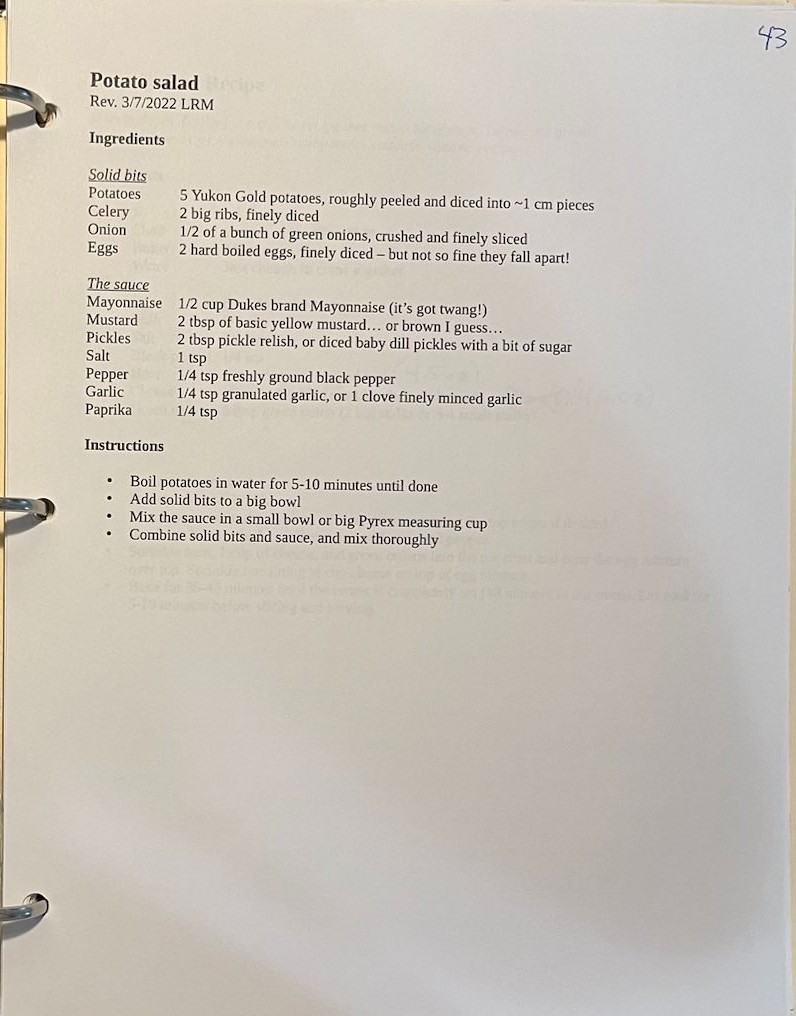 43
Potato salad
Rev. 3/7/2022 LRM
Ingredients
Solid bits
Potatoes 5 Yukon Gold potatoes, roughly peeled and diced into ~1 cm pieces
Celery 2 big ribs, finely diced
Onion 1/2 of a bunch of green onions, crushed and finely sliced
Eggs 2 hard boiled eggs, finely diced – but not so fine they fall apart!
The sauce
Mayonnaise 1/2 cup Dukes brand Mayonnaise (it’s got twang!)
Mustard 2 tbsp of basic yellow mustard… or brown I guess…
Pickles 2 tbsp pickle relish, or diced baby dill pickles with a bit of sugar
Salt 1 tsp
Pepper 1/4 tsp freshly ground black pepper
Garlic 1/4 tsp granulated garlic, or 1 clove finely minced garlic
Paprika 1/4 tsp
Instructions
• Boil potatoes in water for 5-10 minutes until done
• Add solid bits to a big bowl
• Mix the sauce in a small bowl or big Pyrex measuring cup
• Combine solid bits and sauce, and mix thoroughly